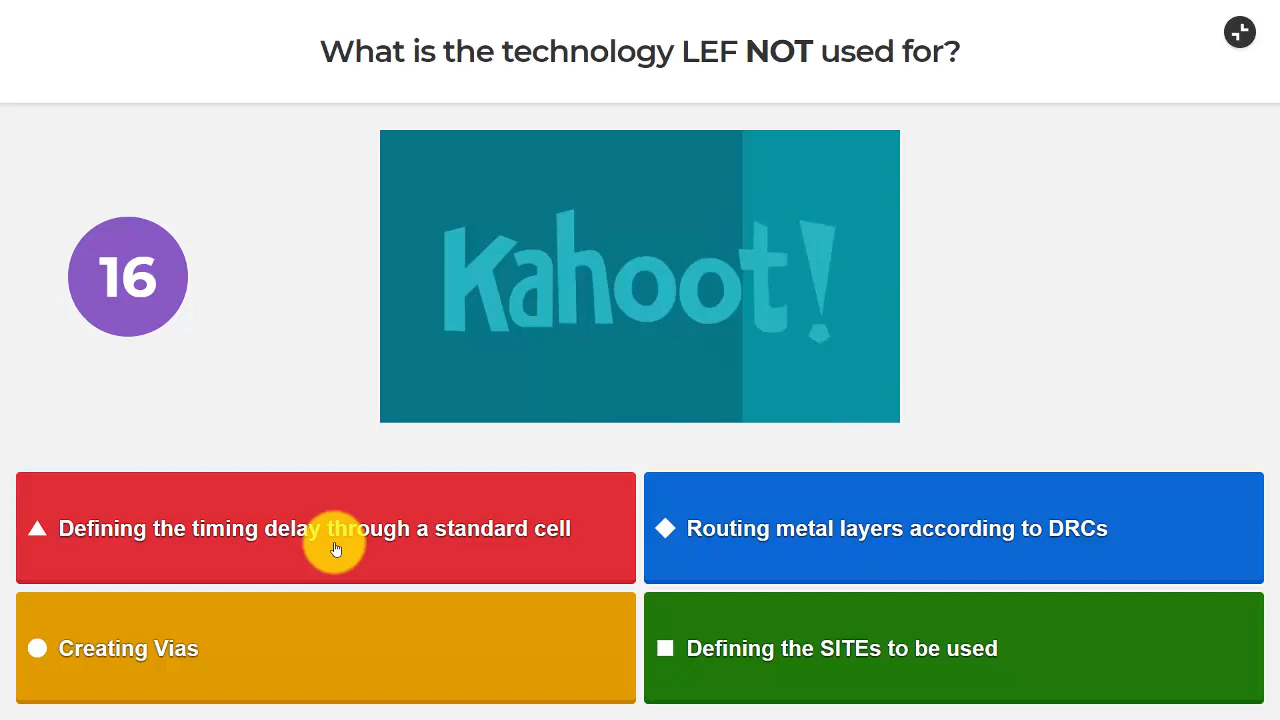 What is the technology LEF NOT used for?
Kahoot!
16
Defining the timing delay through a standard cell
Routing metal layers according to DRCs
Creating Vias
Defining the SITEs to be used